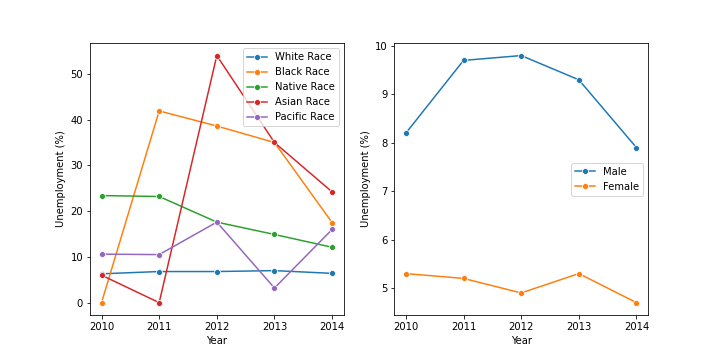 50
40
30
20
10
0
Unemployment (%)
2010 2011 2012 2013 2014
Year
White Race
Black Race
Native Race
Asian Race
Pacific Race
10
9
8
7
6
5
Unemployment (%)
2010 2011 2012 2013 2014
Year
Male
Female